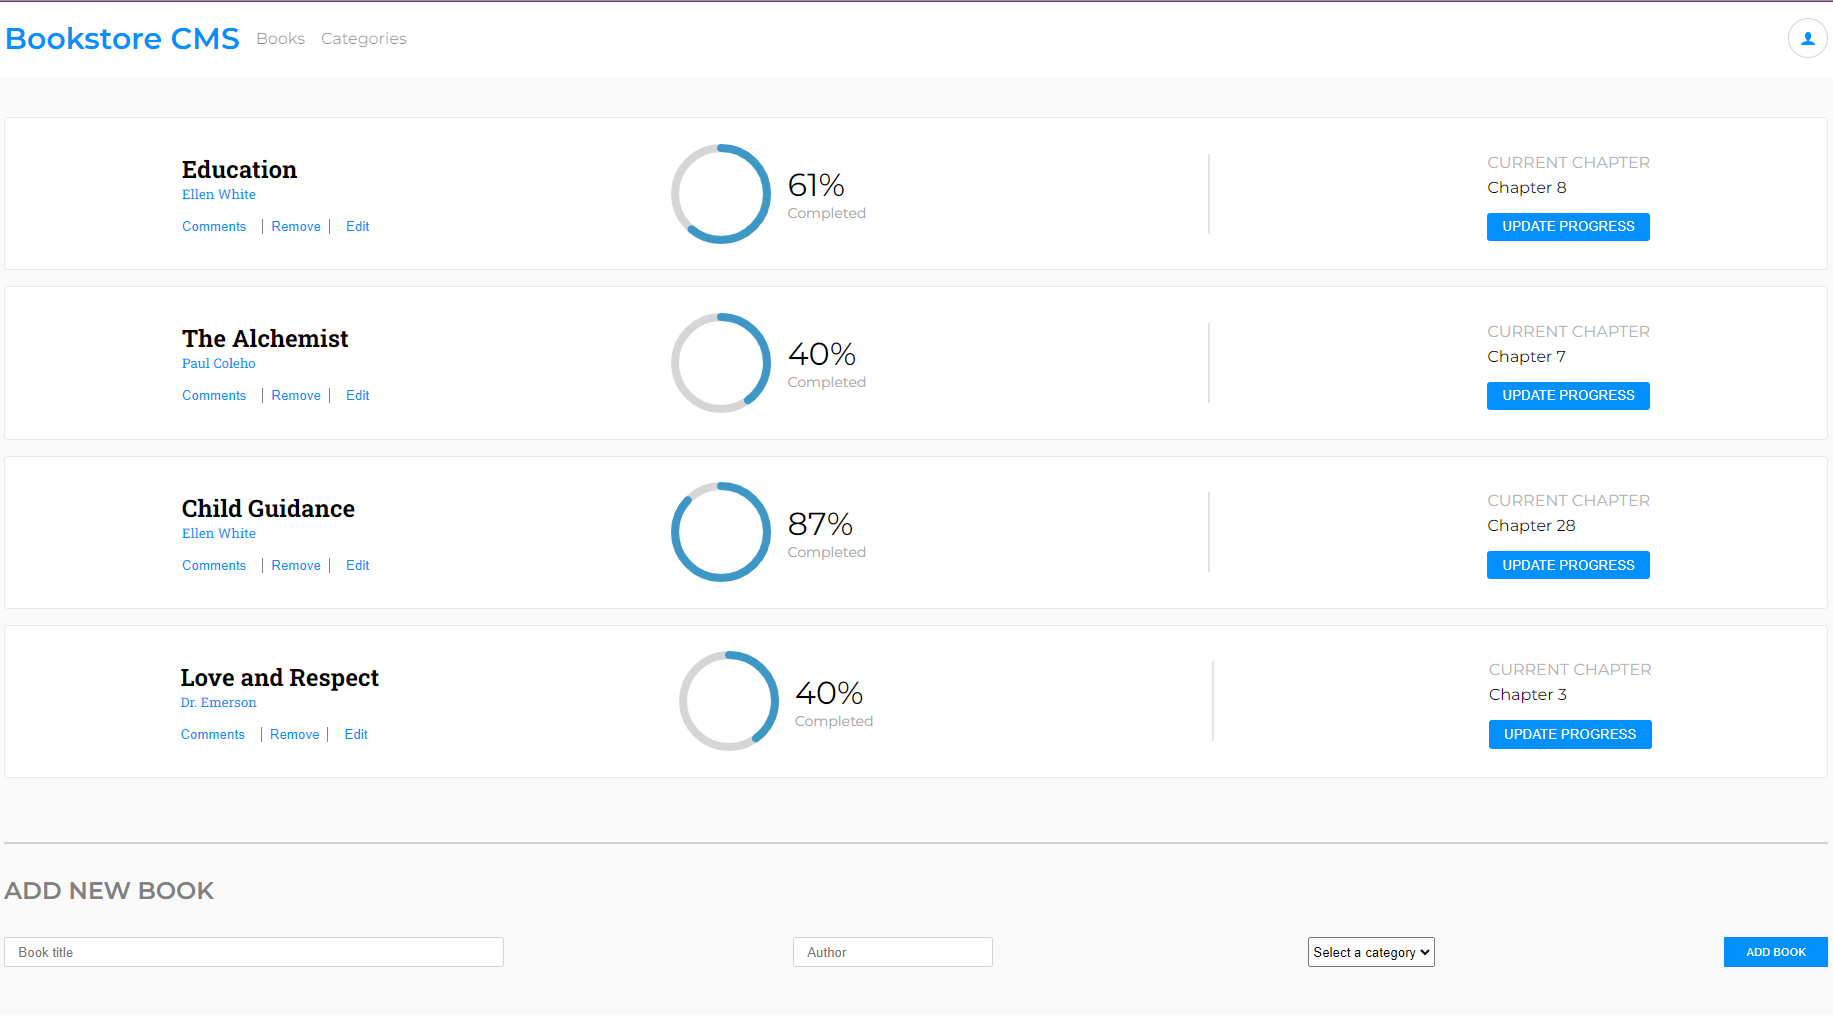 Bookstore CMS Books Categories
Education
Ellen White
Comments Remove Edit
61%
Completed
CURRENT CHAPTER
Chapter 8
UPDATE PROGRESS
The Alchemist
Paul Coleho
Comments Remove Edit
40%
Completed
CURRENT CHAPTER
Chapter 7
UPDATE PROGRESS
Child Guidance
Ellen White
Comments Remove Edit
87%
Completed
CURRENT CHAPTER
Chapter 28
UPDATE PROGRESS
Love and Respect
Dr. Emerson
Comments Remove Edit
40%
Completed
CURRENT CHAPTER
Chapter 3
UPDATE PROGRESS
ADD NEW BOOK
Book title Author Select a category ADD BOOK